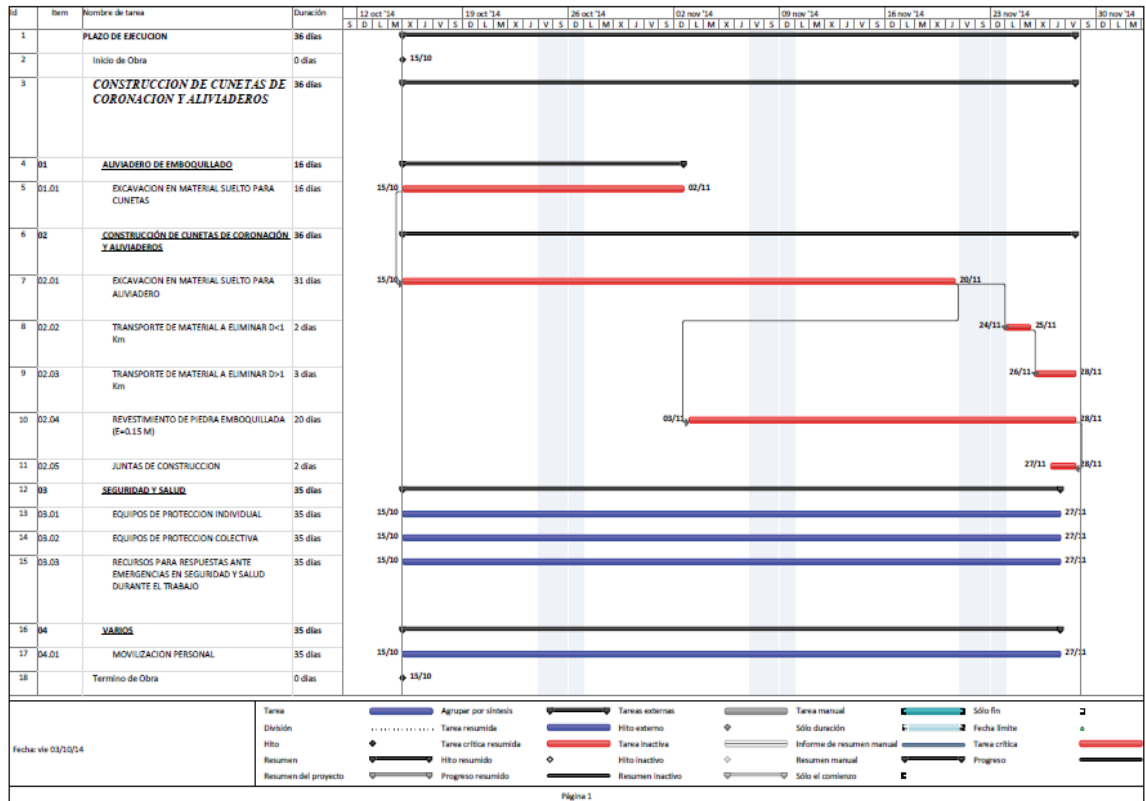 Id Item Nombre de tarea Duración 12 oct '14 19 oct '14 26 oct '14 02 nov '14 09 nov '14 16 nov '14 23 nov '14 30 nov '14
S D L M X J V S D L M X J V S D L M X J V S D L M X J V S D L M X J V S D L M X J V S D L M X J V S D L M
1 PLAZO DE EJECUCION 36 días
2 Inicio de Obra 0 días 15/10
3 CONSTRUCCION DE CUNETAS DE 36 días
CORONACION Y ALIVIADEROS
4 01 ALIVIADERO DE EMBOQUILLADO 16 días
5 01.01 EXCAVACION EN MATERIAL SUELTO PARA 16 días 15/10 02/11
CUNETAS
6 02 CONSTRUCCIÓN DE CUNETAS DE CORONACIÓN 36 días
Y ALIVIADEROS
7 02.01 EXCAVACION EN MATERIAL SUELTO PARA 31 días 15/10 20/11
ALIVIADERO
8 02.02 TRANSPORTE DE MATERIAL A ELIMINAR D<1 2 días 24/11 25/11
Km
9 02.03 TRANSPORTE DE MATERIAL A ELIMINAR D>1 3 días 26/11 28/11
Km
10 02.04 REVESTIMIENTO DE PIEDRA EMBOQUILLADA 20 días 03/11 28/11
(E=0.15 M)
11 02.05 JUNTAS DE CONSTRUCCION 2 días 27/11 28/11
12 03 SEGURIDAD Y SALUD 35 días
13 03.01 EQUIPOS DE PROTECCION INDIVIDUAL 35 días 15/10 27/11
14 03.02 EQUIPOS DE PROTECCION COLECTIVA 35 días 15/10 27/11
15 03.03 RECURSOS PARA RESPUESTAS ANTE 35 días 15/10 27/11
EMERGENCIAS EN SEGURIDAD Y SALUD
DURANTE EL TRABAJO
16 04 VARIOS 35 días
17 04.01 MOVILIZACION PERSONAL 35 días 15/10 27/11
18 Termino de Obra 0 días 15/10
Fecha: vie 03/10/14
Tarea Agrupar por síntesis Tareas externas Tarea manual Sólo fin
División Tarea resumida Hito externo Sólo duración Fecha límite
Hito Tarea crítica resumida Tarea inactiva Informe de resumen manual Tarea crítica
Resumen Hito resumido Hito inactivo Resumen manual Progreso
Resumen del proyecto Progreso resumido Resumen inactivo Sólo el comienzo
Página 1